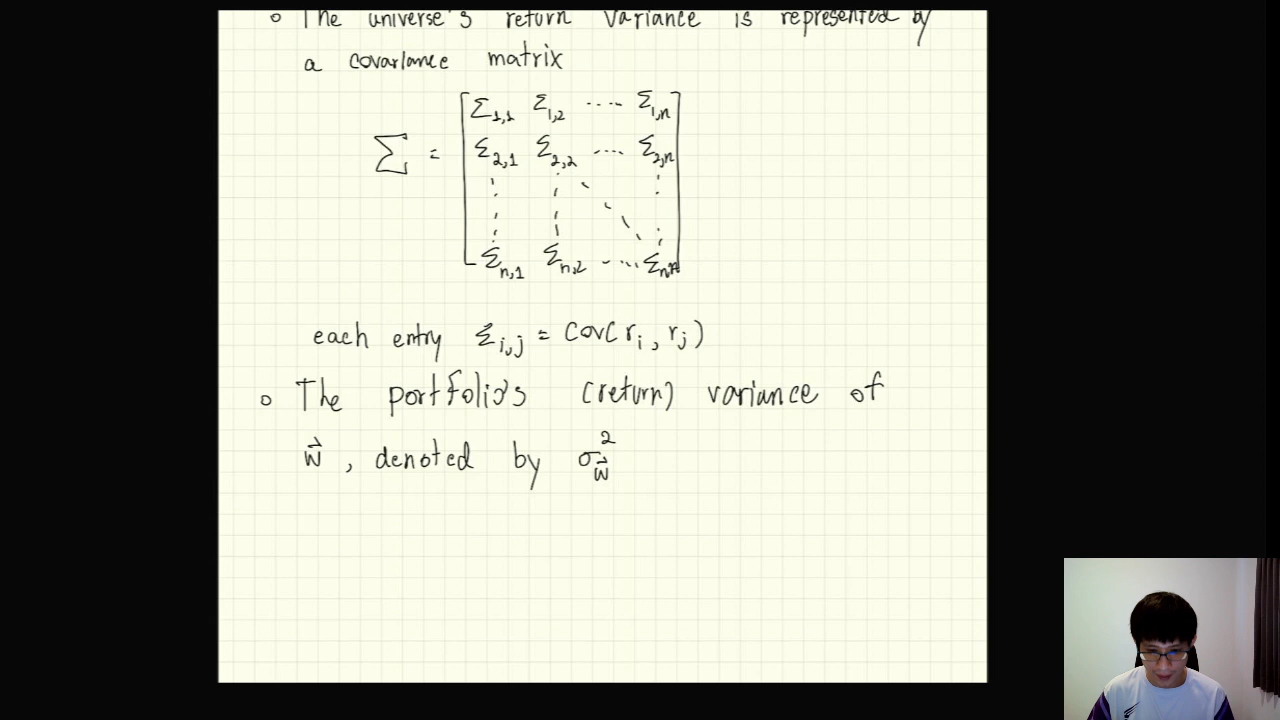 The universe's return variance is represented by
a covariance matrix
Σ = [ Σ1,1 Σ1,2 ···· Σ1,n
Σ2,1 Σ2,2 ···· Σ2,n
Σn,1 Σn,2 ····· Σn,n ]
each entry Σi,j = cov(ri, rj)
The portfolio's (return) variance of
w⃗, denoted by σ²w⃗